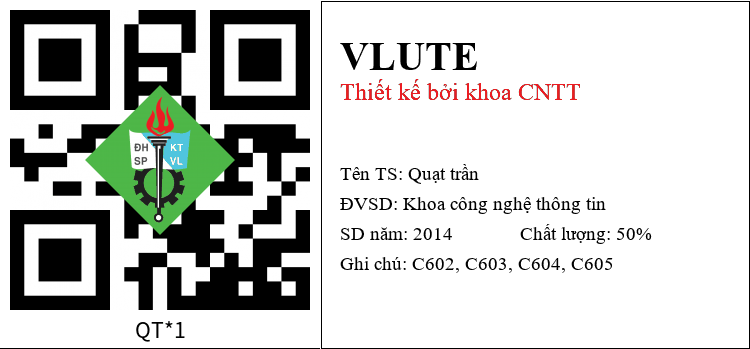 ĐH KT
SP VL
QT*1
VLUTE
Thiết kế bởi khoa CNTT
Tên TS: Quạt trần
ĐVSD: Khoa công nghệ thông tin
SD năm: 2014 Chất lượng: 50%
Ghi chú: C602, C603, C604, C605